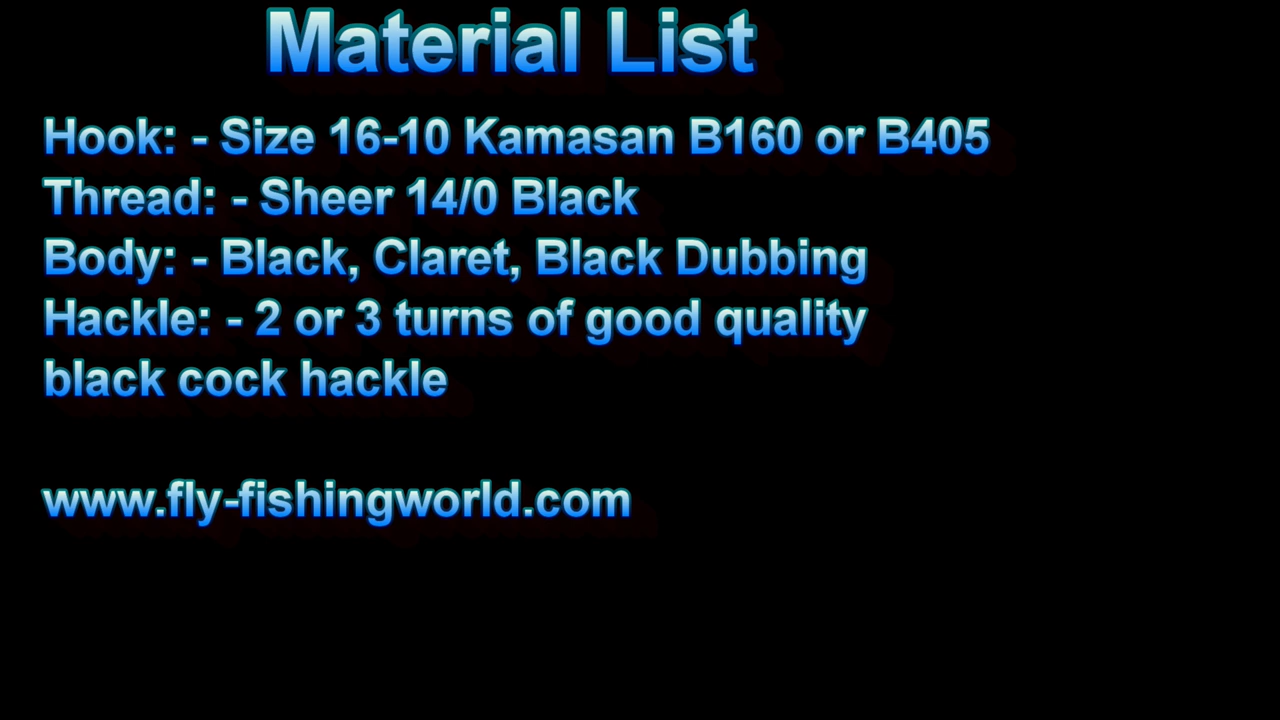 Material List
Hook: - Size 16-10 Kamasan B160 or B405
Thread: - Sheer 14/0 Black
Body: - Black, Claret, Black Dubbing
Hackle: - 2 or 3 turns of good quality
black cock hackle
www.fly-fishingworld.com